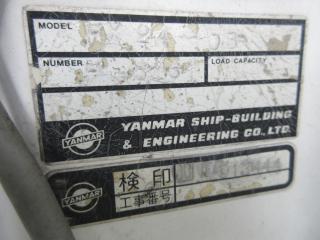 MODEL
NUMBER
LOAD CAPACITY
YANMAR
YANMAR SHIP-BUILDING
& ENGINEERING CO., LTD.
YANMAR
検印
工事番号